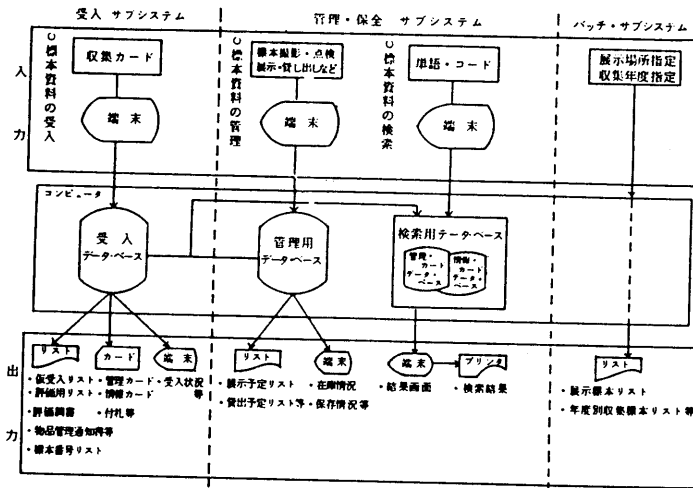 受入 サブシステム
管理・保全 サブシステム
バッチ・サブシステム
入力
(標本資料の受入
収集カード
端末
(標本資料の管理
標本撮影・点検
展示・貸し出しなど
端末
(標本資料の検索
単語・コード
端末
展示場所指定
収集年度指定
コンピュータ
受入
データ・ベース
管理用
データ・ベース
検索用データ・ベース
管理・
カード
データ・
ベース
情報・
カード
データ・
ベース
出力
リスト
・仮受入リスト
・評価用リスト
・評価調書
・物品管理通知書等
・標本番号リスト
カード
・管理カード
・情報カード
・付札等
端末
・受入状況
等
リスト
・展示予定リスト
・貸出予定リスト等
端末
・在庫情況
・保存情況等
端末
・結果画面
プリンタ
・検索結果
リスト
・展示標本リスト
・年度別収集標本リスト等